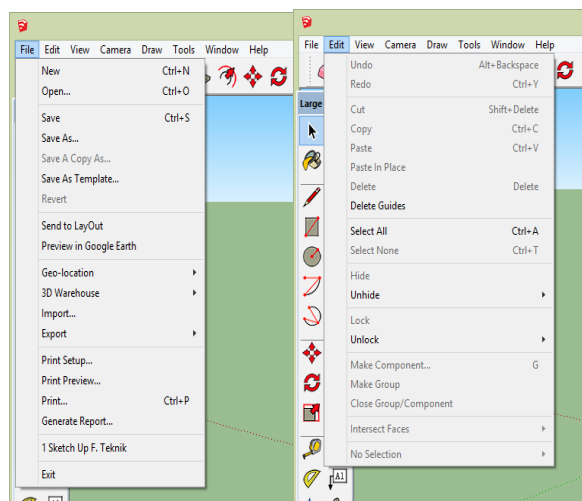 File Edit View Camera Draw Tools Window Help
New Ctrl+N
Open... Ctrl+O
Save Ctrl+S
Save As...
Save A Copy As...
Save As Template...
Revert
Send to LayOut
Preview in Google Earth
Geo-location
3D Warehouse
Import...
Export
Print Setup...
Print Preview...
Print... Ctrl+P
Generate Report...
1 Sketch Up F. Teknik
Exit
File Edit View Camera Draw Tools Window Help
Large
Undo Alt+Backspace
Redo Ctrl+Y
Cut Shift+Delete
Copy Ctrl+C
Paste Ctrl+V
Paste In Place
Delete Delete
Delete Guides
Select All Ctrl+A
Select None Ctrl+T
Hide
Unhide
Lock
Unlock
Make Component... G
Make Group
Close Group/Component
Intersect Faces
No Selection
A1